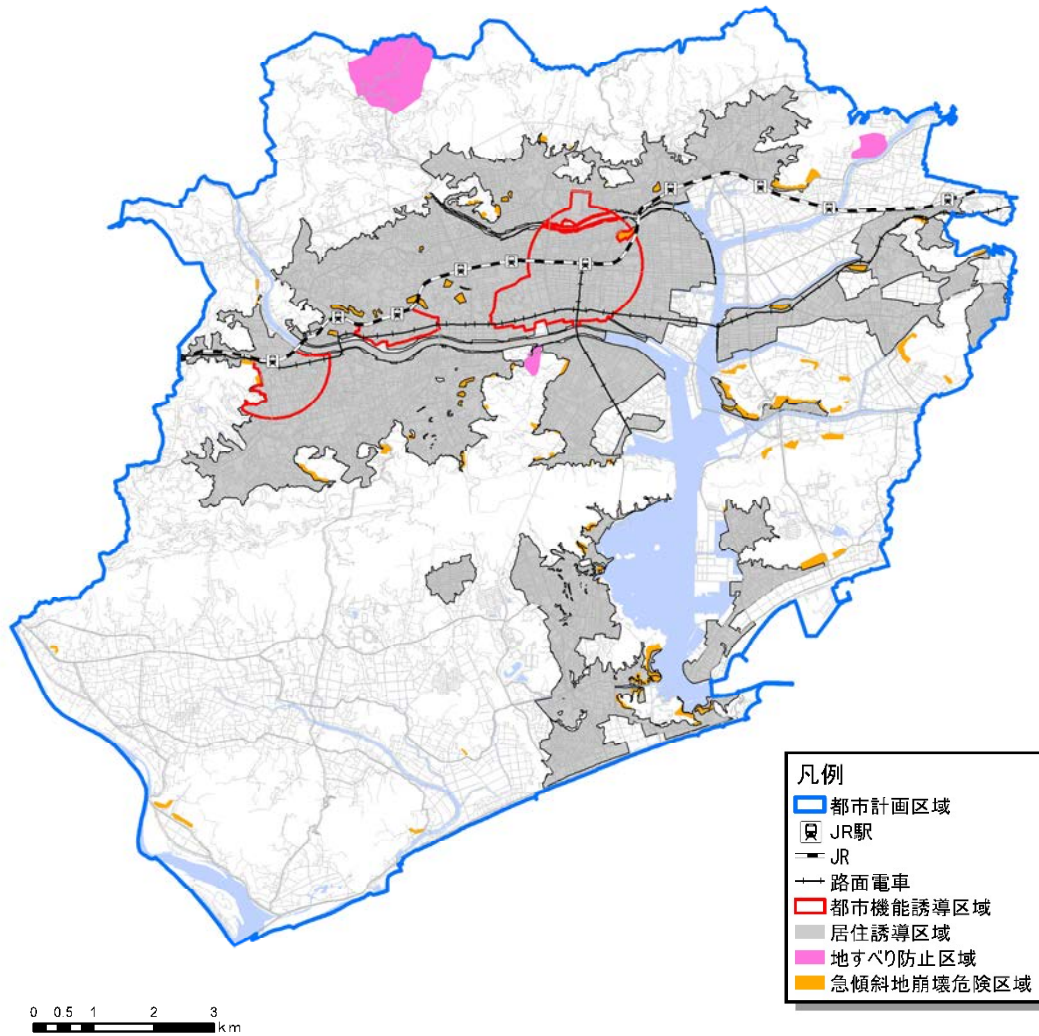 凡例
都市計画区域
JR駅
JR
路面電車
都市機能誘導区域
居住誘導区域
地すべり防止区域
急傾斜地崩壊危険区域
0 0.5 1 2 3
km